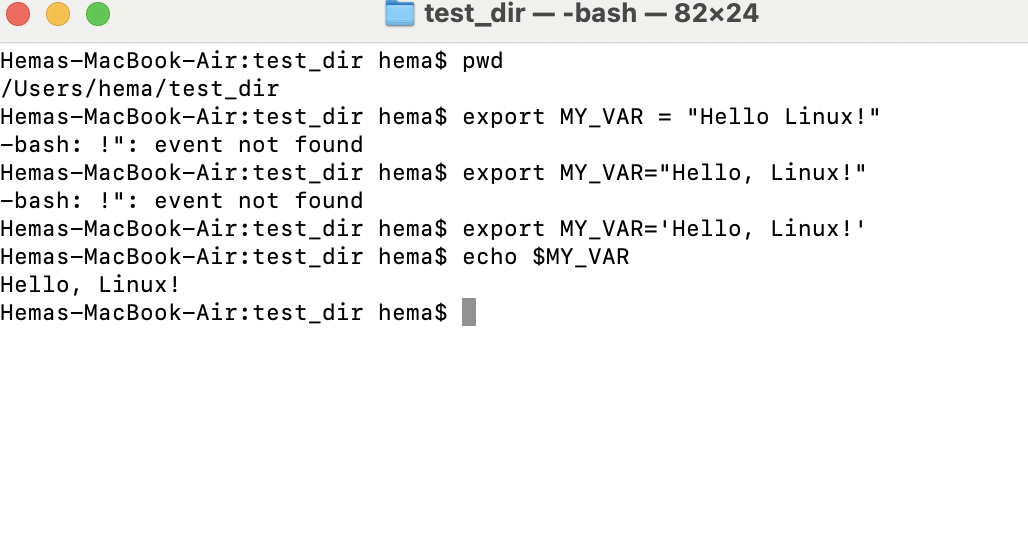 test_dir — -bash — 82×24
Hemas-MacBook-Air:test_dir hema$ pwd
/Users/hema/test_dir
Hemas-MacBook-Air:test_dir hema$ export MY_VAR = "Hello Linux!"
-bash: !": event not found
Hemas-MacBook-Air:test_dir hema$ export MY_VAR="Hello, Linux!"
-bash: !": event not found
Hemas-MacBook-Air:test_dir hema$ export MY_VAR='Hello, Linux!'
Hemas-MacBook-Air:test_dir hema$ echo $MY_VAR
Hello, Linux!
Hemas-MacBook-Air:test_dir hema$